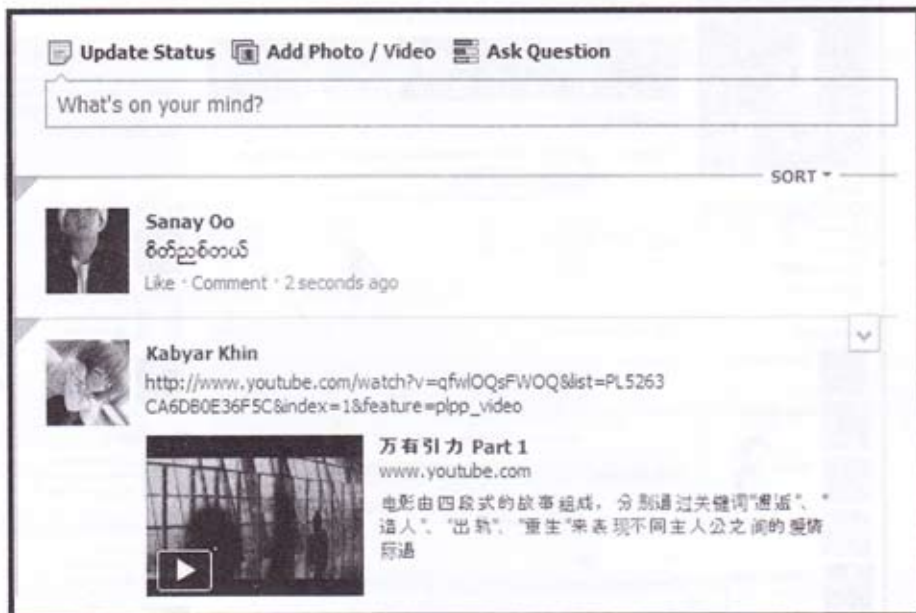 Update Status Add Photo / Video Ask Question
What's on your mind?
SORT
Sanay Oo
စိတ်ညစ်တယ်
Like · Comment · 2 seconds ago
Kabyar Khin
http://www.youtube.com/watch?v=qfwlOQsFWOQ&list=PL5263
CA6DB0E36F5C&index=1&feature=plpp_video
万有引力 Part 1
www.youtube.com
电影由四段式的故事组成，分别通过关键词"邂逅"、"
造人"、"出轨"、"重生"来表现不同主人公之间的爱情
际遇